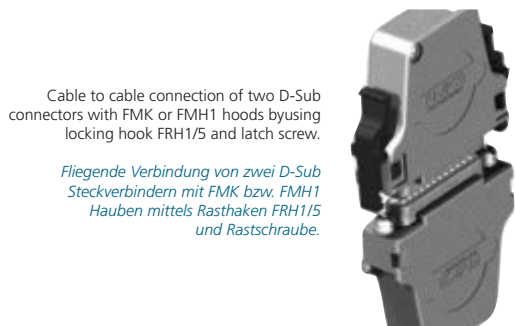 Cable to cable connection of two D-Sub
connectors with FMK or FMH1 hoods byusing
locking hook FRH1/5 and latch screw.
Fliegende Verbindung von zwei D-Sub
Steckverbindern mit FMK bzw. FMH1
Hauben mittels Rasthaken FRH1/5
und Rastschraube.